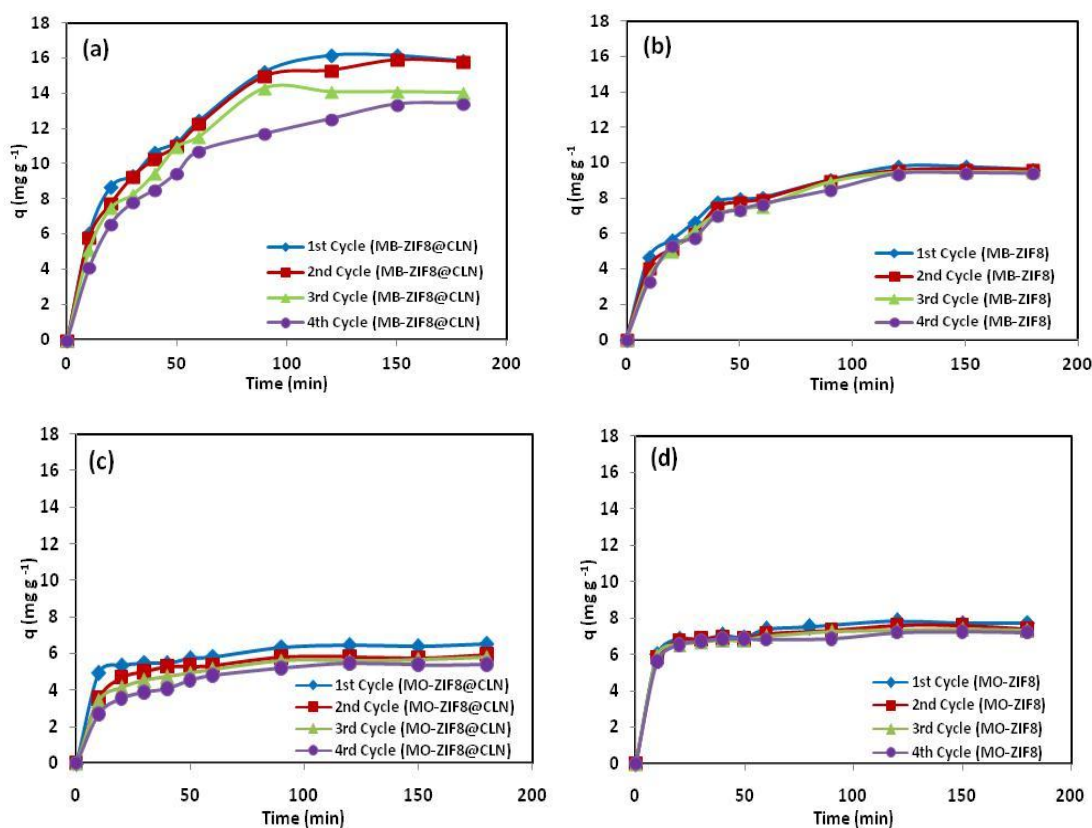 (a)
18
16
14
12
10
8
6
4
2
0
q (mg g -1)
0 50 100 150 200
Time (min)
1st Cycle (MB-ZIF8@CLN)
2nd Cycle (MB-ZIF8@CLN)
3rd Cycle (MB-ZIF8@CLN)
4th Cycle (MB-ZIF8@CLN)
(b)
18
16
14
12
10
8
6
4
2
0
q (mg g -1)
0 50 100 150 200
Time (min)
1st Cycle (MB-ZIF8)
2nd Cycle (MB-ZIF8)
3rd Cycle (MB-ZIF8)
4rd Cycle (MB-ZIF8)
(c)
18
16
14
12
10
8
6
4
2
0
q (mg g -1)
0 50 100 150 200
Time (min)
1st Cycle (MO-ZIF8@CLN)
2nd Cycle (MO-ZIF8@CLN)
3rd Cycle (MO-ZIF8@CLN)
4rd Cycle (MO-ZIF8@CLN)
(d)
18
16
14
12
10
8
6
4
2
0
q (mg g -1)
0 50 100 150 200
Time (min)
1st Cycle (MO-ZIF8)
2nd Cycle (MO-ZIF8)
3rd Cycle (MO-ZIF8)
4th Cycle (MO-ZIF8)